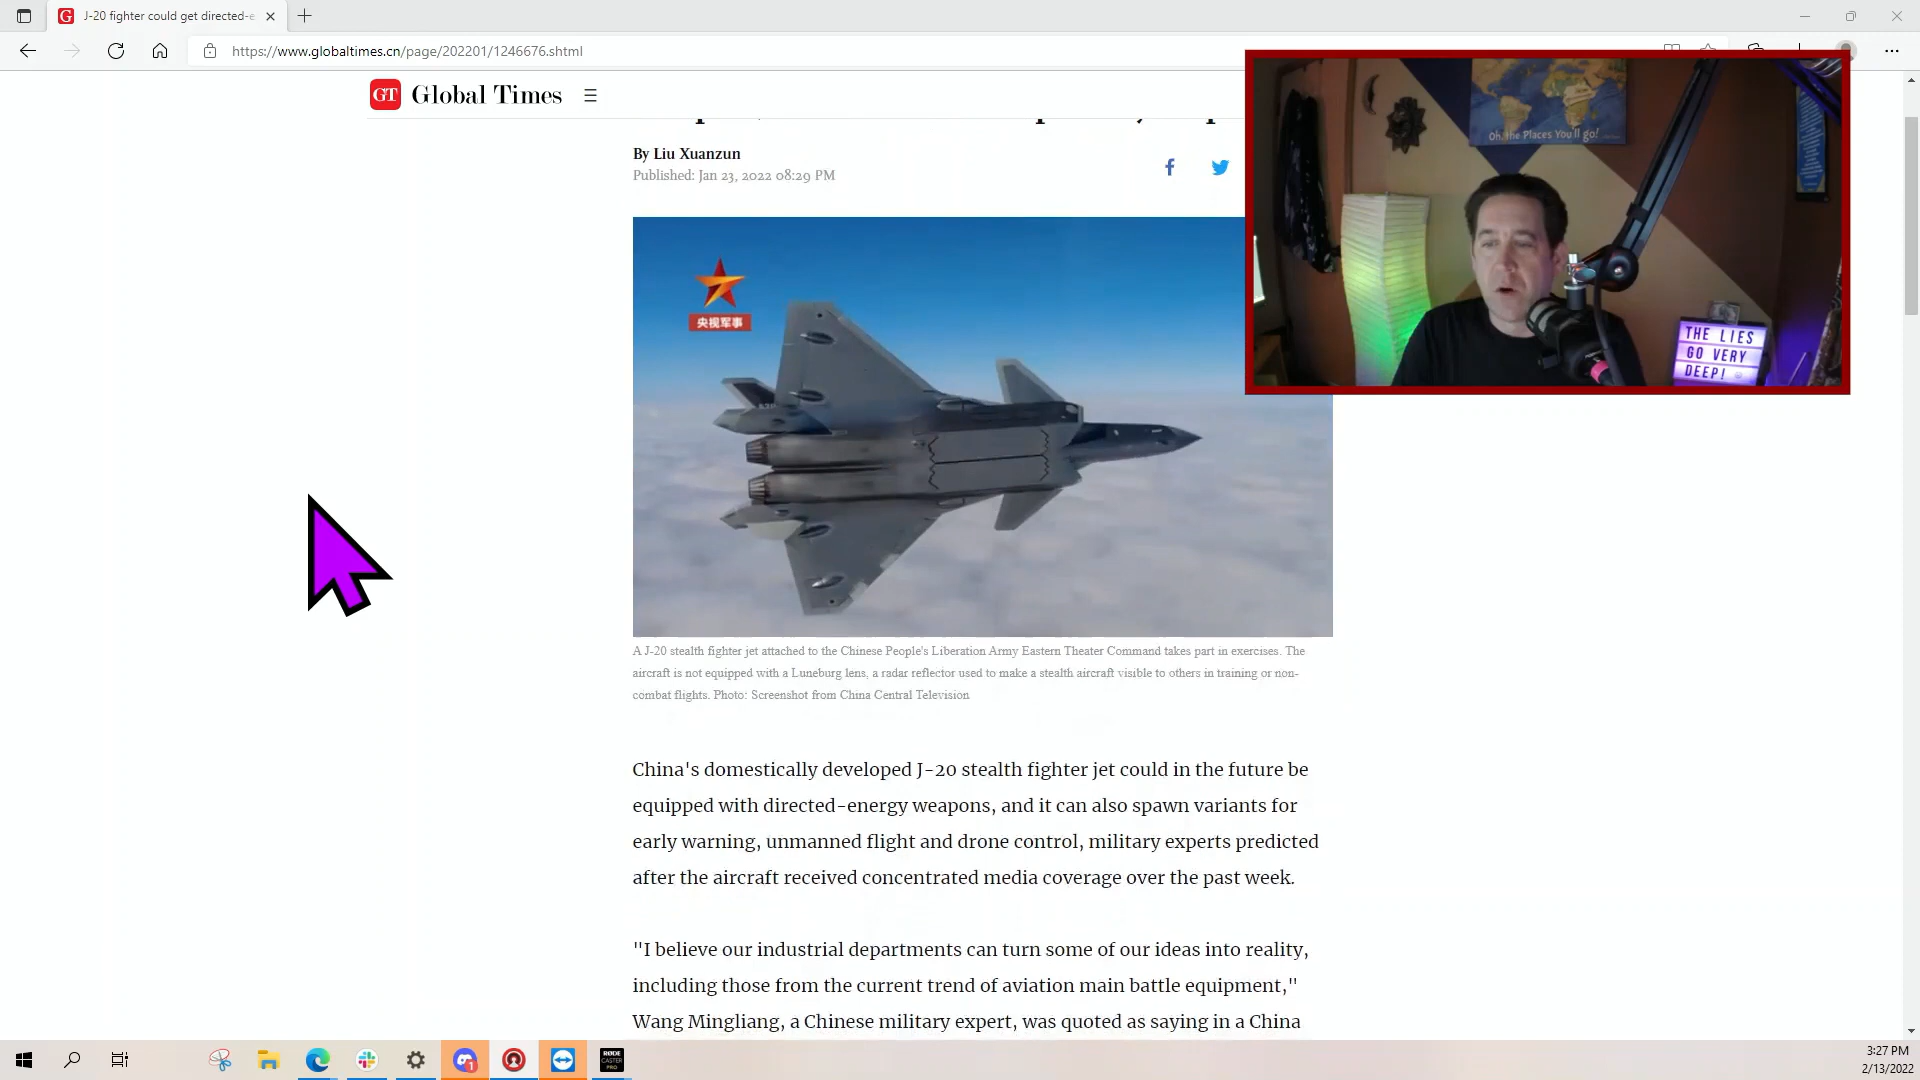 J-20 fighter could get directed-e
https://www.globaltimes.cn/page/202201/1246676.shtml
GT Global Times
By Liu Xuanzun
Published: Jan 23, 2022 08:29 PM
央视军事
Oh, the Places You'll go!
THE LIES
GO VERY
DEEP!
A J-20 stealth fighter jet attached to the Chinese People's Liberation Army Eastern Theater Command takes part in exercises. The
aircraft is not equipped with a Luneburg lens, a radar reflector used to make a stealth aircraft visible to others in training or non-
combat flights. Photo: Screenshot from China Central Television
China's domestically developed J-20 stealth fighter jet could in the future be
equipped with directed-energy weapons, and it can also spawn variants for
early warning, unmanned flight and drone control, military experts predicted
after the aircraft received concentrated media coverage over the past week.
"I believe our industrial departments can turn some of our ideas into reality,
including those from the current trend of aviation main battle equipment,"
Wang Mingliang, a Chinese military expert, was quoted as saying in a China
1
RØDE
CASTER
PRO
3:27 PM
2/13/2022